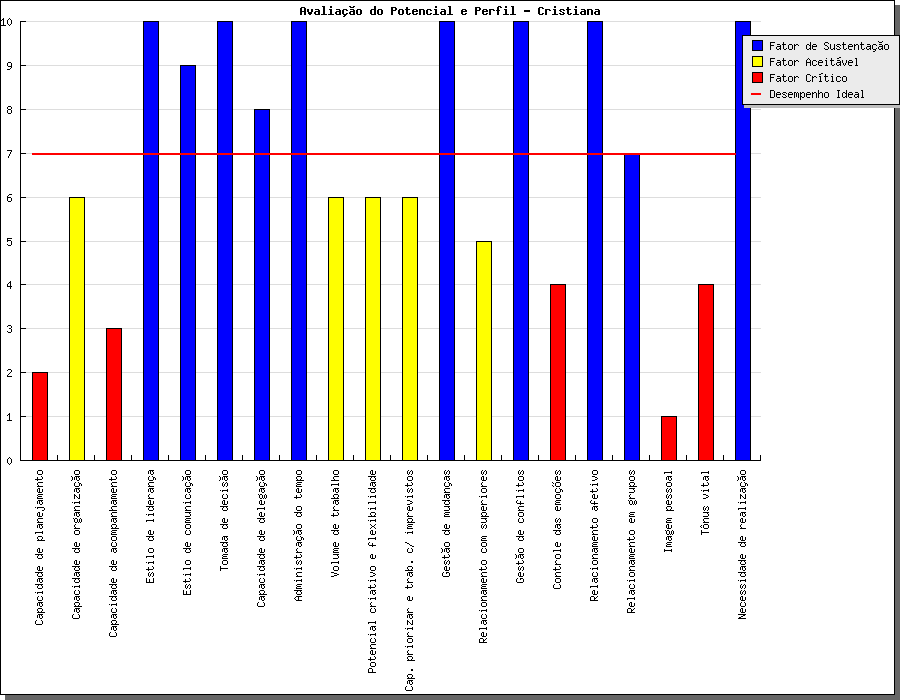 Avaliação do Potencial e Perfil - Cristiana
Fator de Sustentação
Fator Aceitável
Fator Crítico
Desempenho Ideal
10
9
8
7
6
5
4
3
2
1
0
Capacidade de planejamento
Capacidade de organização
Capacidade de acompanhamento
Estilo de liderança
Estilo de comunicação
Tomada de decisão
Capacidade de delegação
Administração do tempo
Volume de trabalho
Potencial criativo e flexibilidade
Cap. priorizar e trab. c/ imprevistos
Gestão de mudanças
Relacionamento com superiores
Gestão de conflitos
Controle das emoções
Relacionamento afetivo
Relacionamento em grupos
Imagem pessoal
Tônus vital
Necessidade de realização